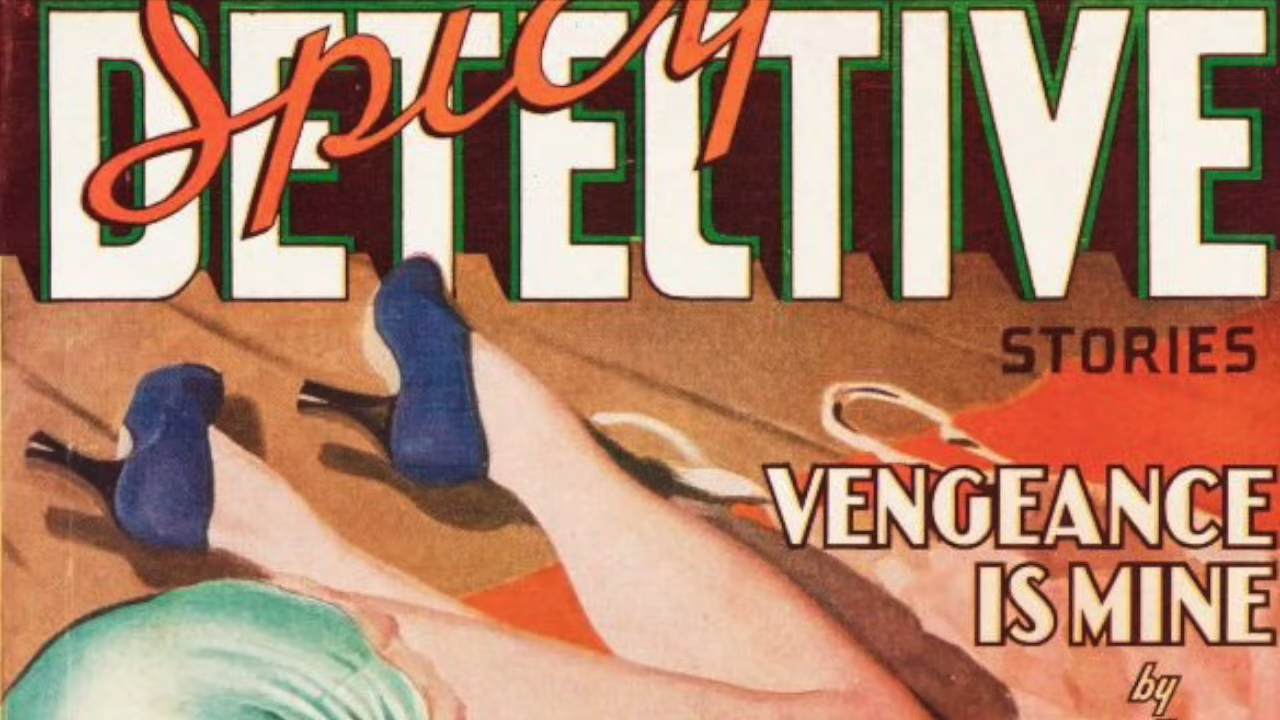 Spicy
DETECTIVE
STORIES
VENGEANCE
IS MINE
by